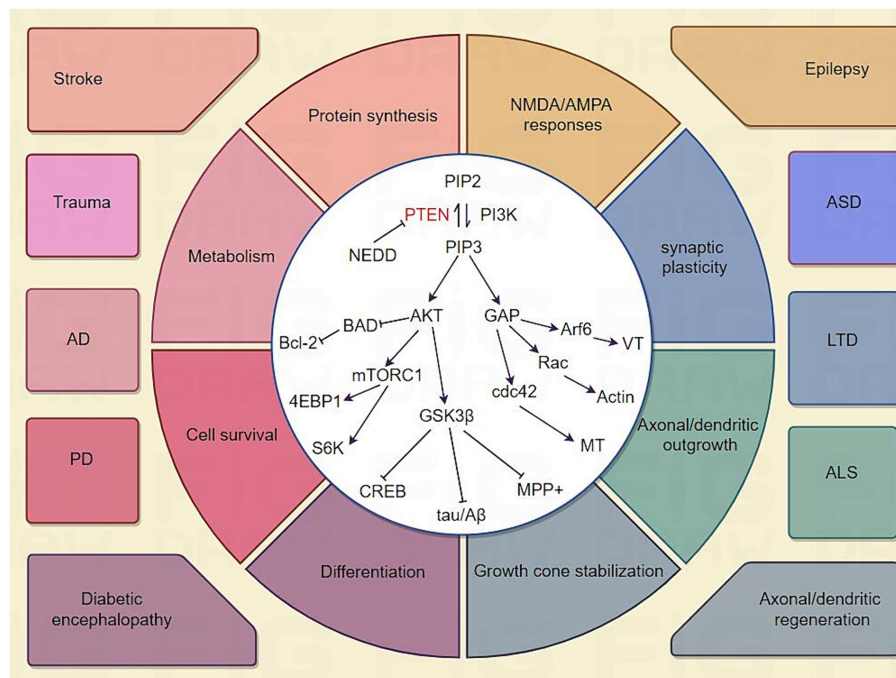 Stroke
Protein synthesis
NMDA/AMPA
responses
Epilepsy
Trauma
Metabolism
synaptic
plasticity
ASD
AD
LTD
PD
Cell survival
Axonal/dendritic
outgrowth
ALS
Diabetic
encephalopathy
Differentiation
Growth cone stabilization
Axonal/dendritic
regeneration
PIP2
PTEN PI3K
NEDD PIP3
AKT GAP
Bcl-2 BAD Arf6 VT
mTORC1 Rac
4EBP1 cdc42 Actin
GSK3β
S6K MT
CREB MPP+
tau/Aβ